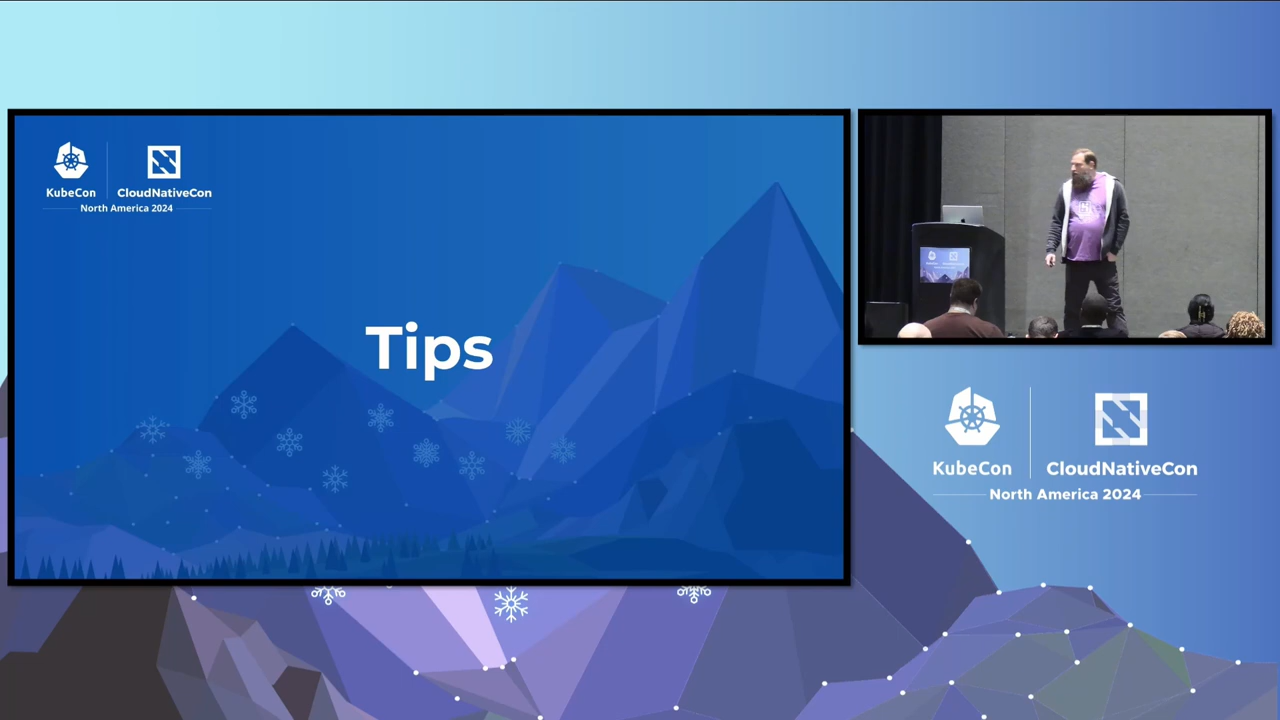 KubeCon
CloudNativeCon
North America 2024
Tips
KubeCon
CloudNativeCon
North America 2024